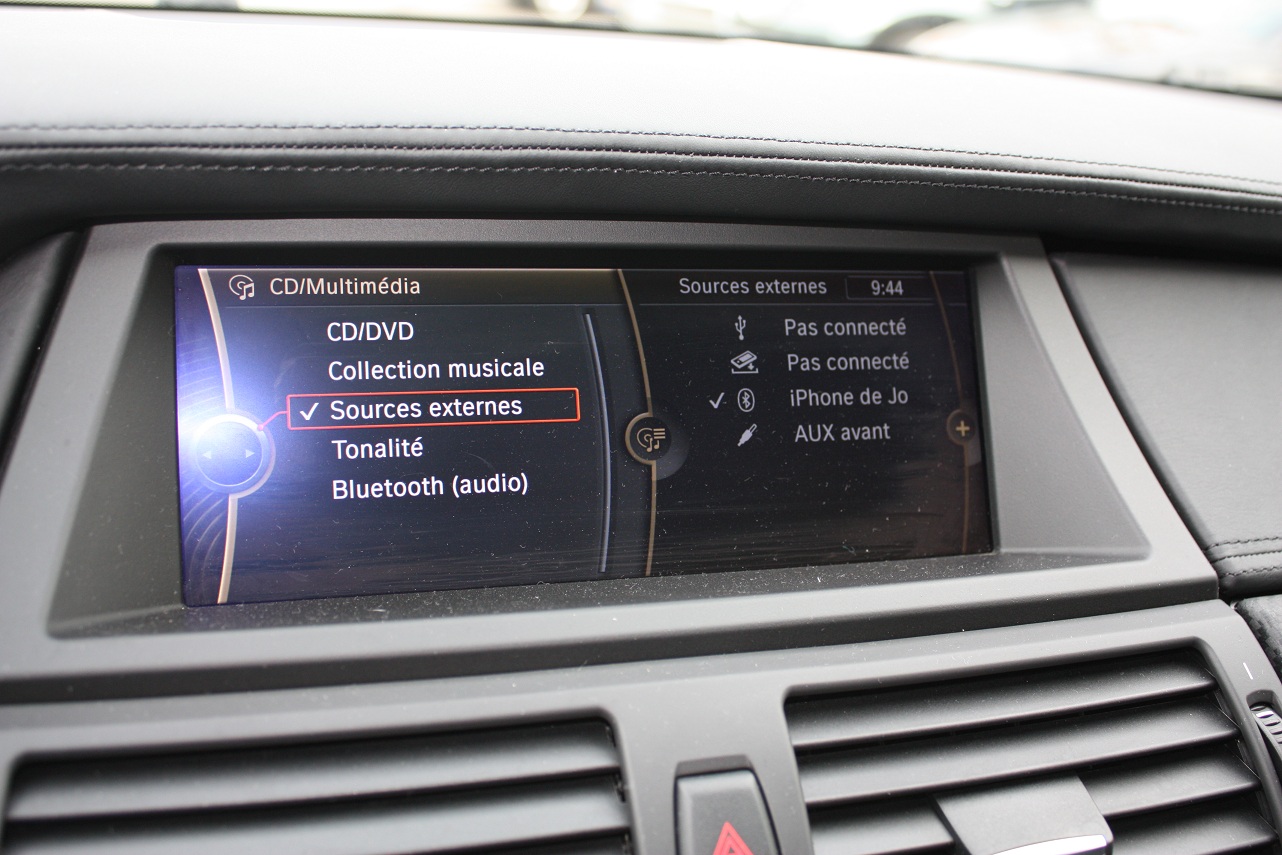 CD/Multimédia
CD/DVD
Collection musicale
Sources externes
Tonalité
Bluetooth (audio)
Sources externes 9:44
Pas connecté
Pas connecté
iPhone de Jo
AUX avant